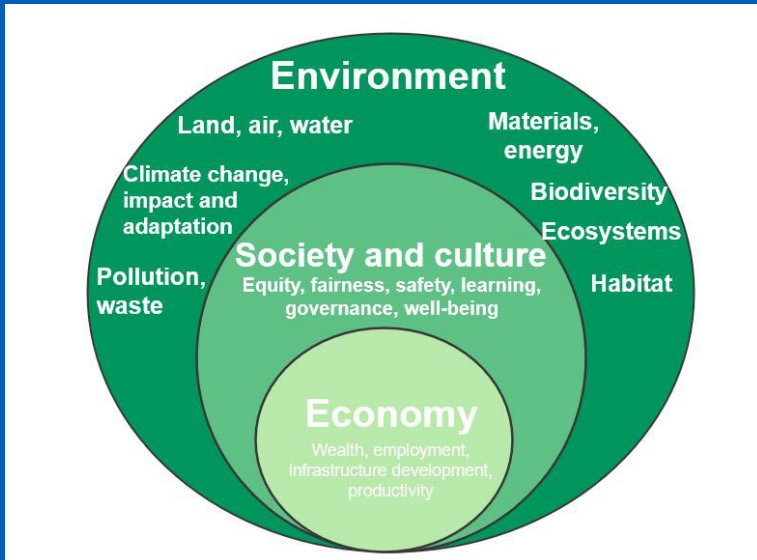 Environment
Land, air, water
Materials,
energy
Climate change,
impact and
adaptation
Biodiversity
Ecosystems
Pollution,
waste
Habitat
Society and culture
Equity, fairness, safety, learning,
governance, well-being
Economy
Wealth, employment,
infrastructure development,
productivity